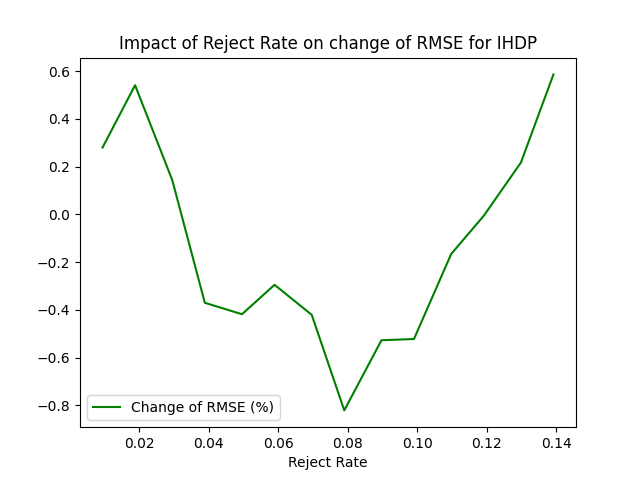 Impact of Reject Rate on change of RMSE for IHDP
0.6
0.4
0.2
0.0
−0.2
−0.4
−0.6
−0.8
Change of RMSE (%)
0.02 0.04 0.06 0.08 0.10 0.12 0.14
Reject Rate